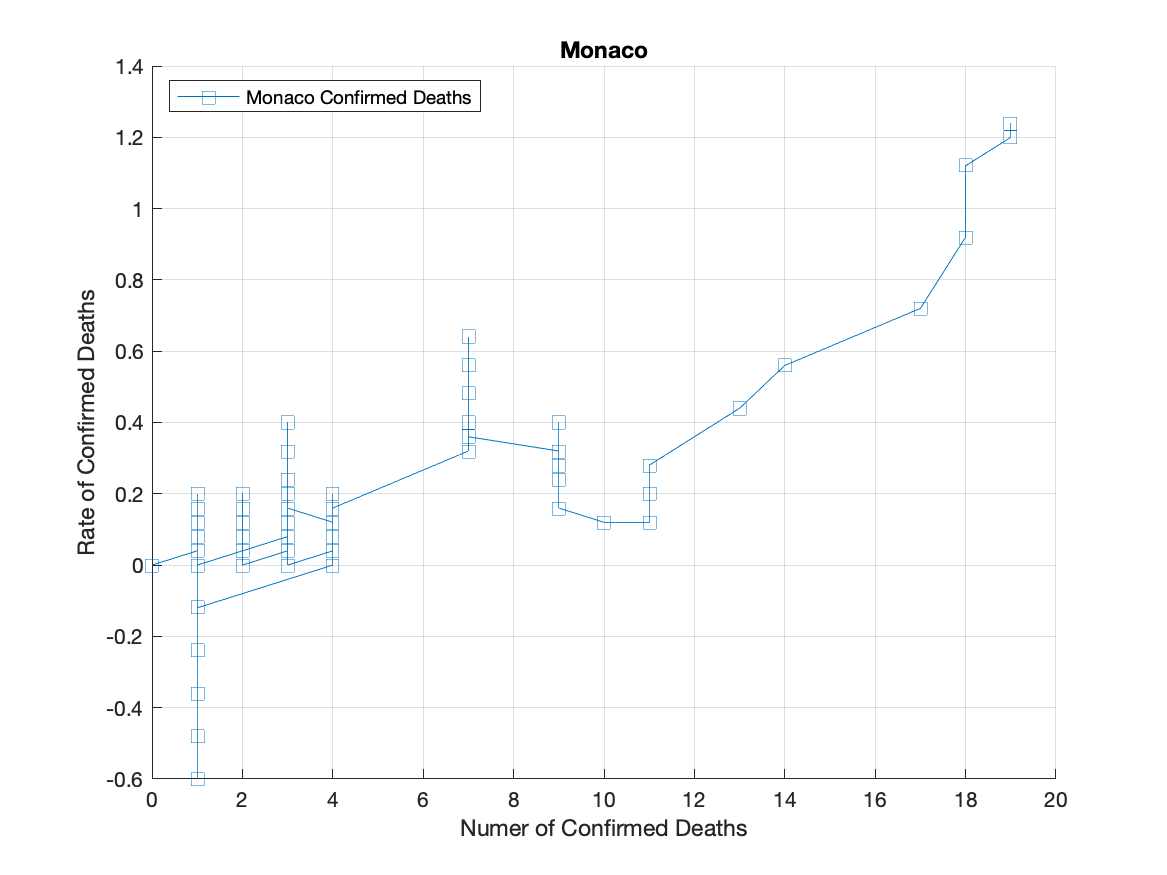 Monaco
Monaco Confirmed Deaths
1.4
1.2
1
0.8
0.6
0.4
0.2
0
-0.2
-0.4
-0.6
Rate of Confirmed Deaths
0 2 4 6 8 10 12 14 16 18 20
Numer of Confirmed Deaths